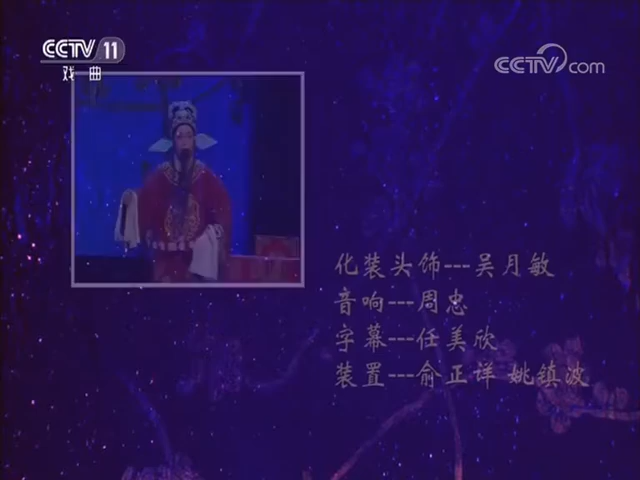 CCTV 11
戏曲
CCTV.com
化装头饰---吴月敏
音响---周忠
字幕---任美欣
装置---俞正详 姚镇波